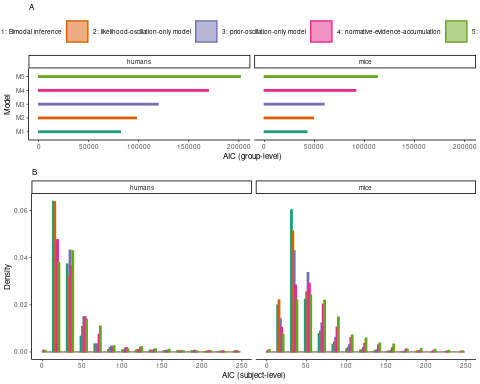 A
1: Bimodal inference 2: likelihood-oscillation-only model 3: prior-oscillation-only model 4: normative-evidence-accumulation 5:
humans mice
Model
M5
M4
M3
M2
M1
0 50000 100000 150000 200000 0 50000 100000 150000 200000
AIC (group-level)
B
humans mice
Density
0.06
0.04
0.02
0.00
0 50 100 150 200 250 0 50 100 150 200 250
AIC (subject-level)